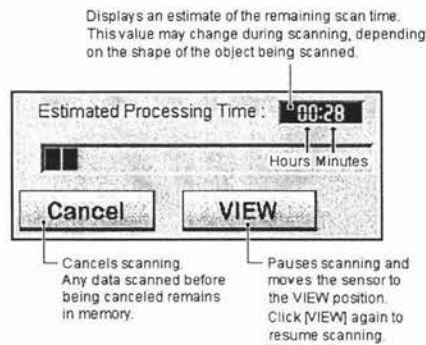 Displays an estimate of the remaining scan time.
This value may change during scanning, depending
on the shape of the object being scanned.
Estimated Processing Time : 00:28
Hours Minutes
Cancel VIEW
Cancels scanning.
Any data scanned before
being canceled remains
in memory.
Pauses scanning and
moves the sensor to
the VIEW position.
Click [VIEW] again to
resume scanning.